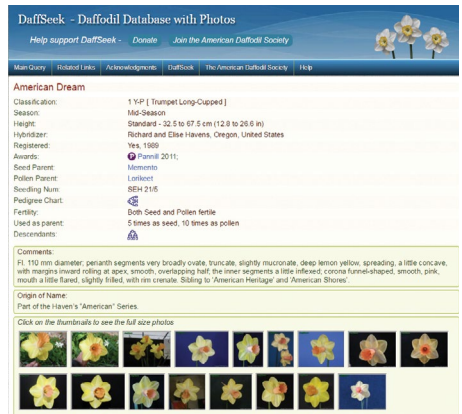 DaffSeek - Daffodil Database with Photos
Help support DaffSeek - Donate Join the American Daffodil Society
Main Query Related Links Acknowledgments DaffSeek The American Daffodil Society Help
American Dream
Classification: 1 Y-P [ Trumpet Long-Cupped ]
Season: Mid-Season
Height: Standard - 32.5 to 67.5 cm (12.8 to 26.6 in)
Hybridizer: Richard and Elise Havens, Oregon, United States
Registered: Yes, 1989
Awards: P Pannill 2011;
Seed Parent: Memento
Pollen Parent: Lorikeet
Seedling Num: SEH 21/5
Pedigree Chart:
Fertility: Both Seed and Pollen fertile
Used as parent: 5 times as seed, 10 times as pollen
Descendants:
Comments:
Fl. 110 mm diameter; perianth segments very broadly ovate, truncate, slightly mucronate, deep lemon yellow, spreading, a little concave,
with margins inward rolling at apex, smooth, overlapping half; the inner segments a little inflexed; corona funnel-shaped, smooth, pink,
mouth a little flared, slightly frilled, with rim crenate. Sibling to 'American Heritage' and 'American Shores'.
Origin of Name:
Part of the Haven's "American" Series.
Click on the thumbnails to see the full size photos